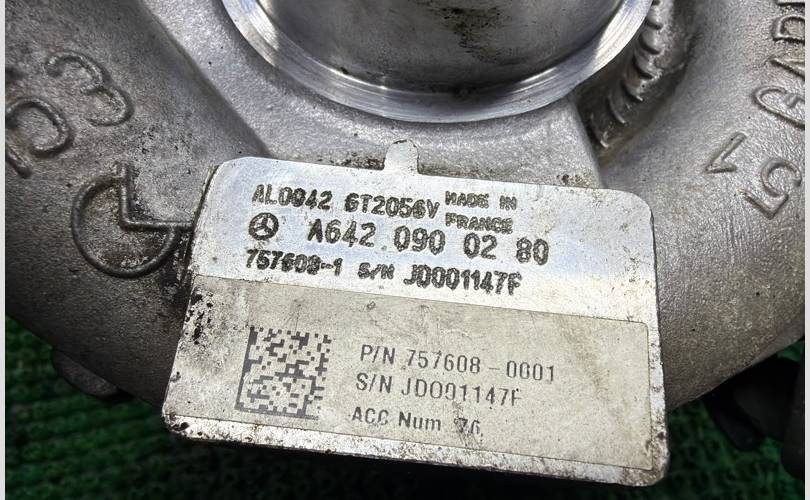 AL0042 GT2056V MADE IN
FRANCE
A642 090 02 80
757608-1 S/N JD001147F
P/N 757608-0001
S/N JD001147F
ACC Num 76